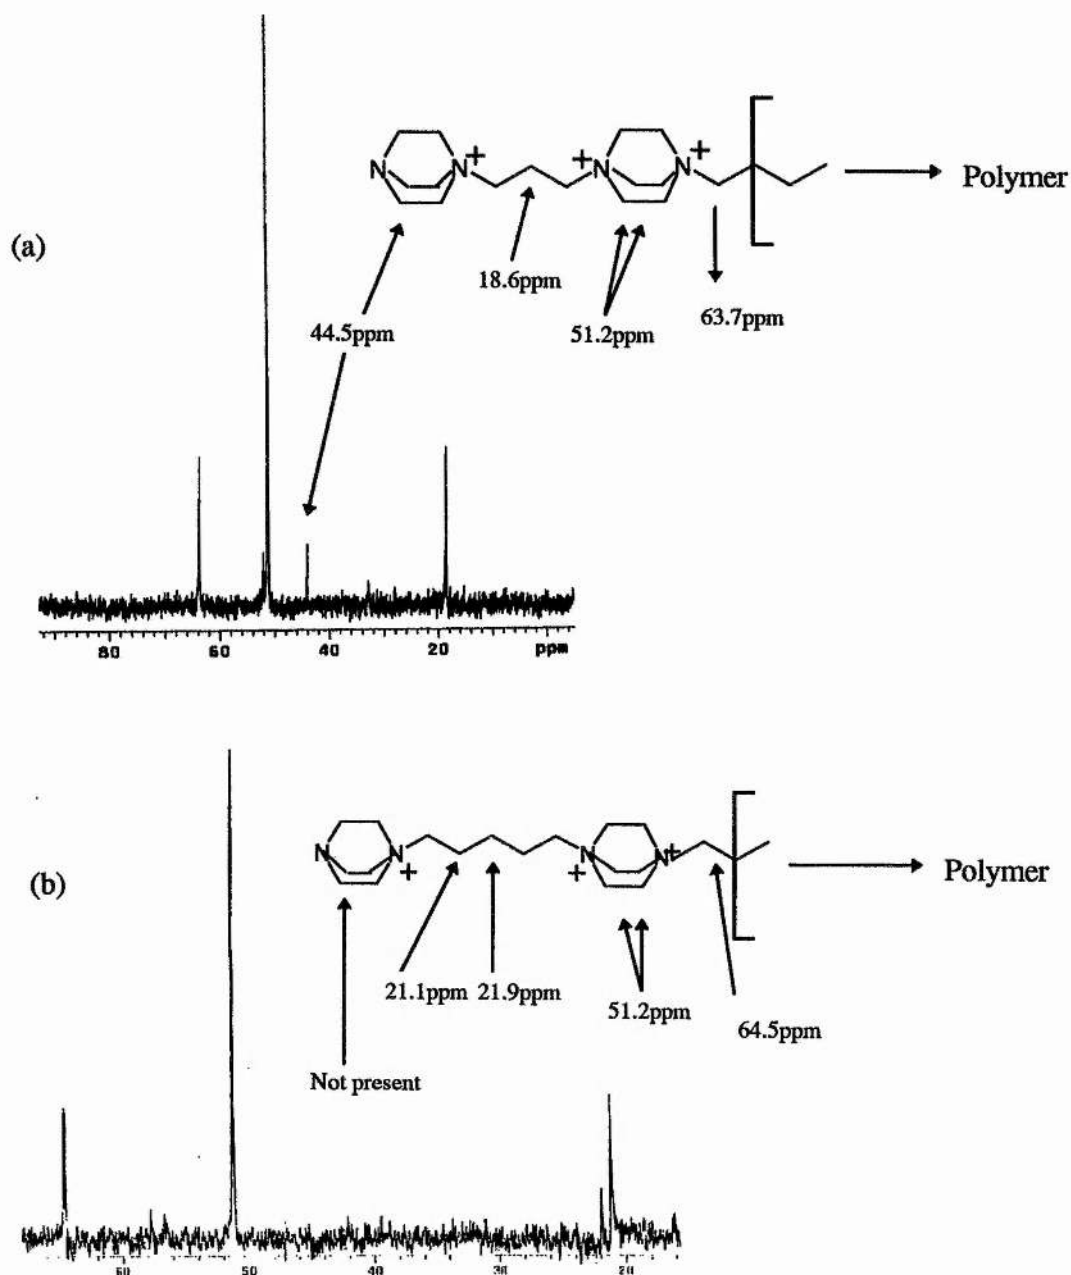 (a)
N
N
+
+
N
N
+
Polymer
18.6ppm
51.2ppm
63.7ppm
44.5ppm
80
60
40
20
ppm
(b)
N
N
+
+
N
N
+
Polymer
21.1ppm
21.9ppm
51.2ppm
64.5ppm
Not present
60
50
40
30
20